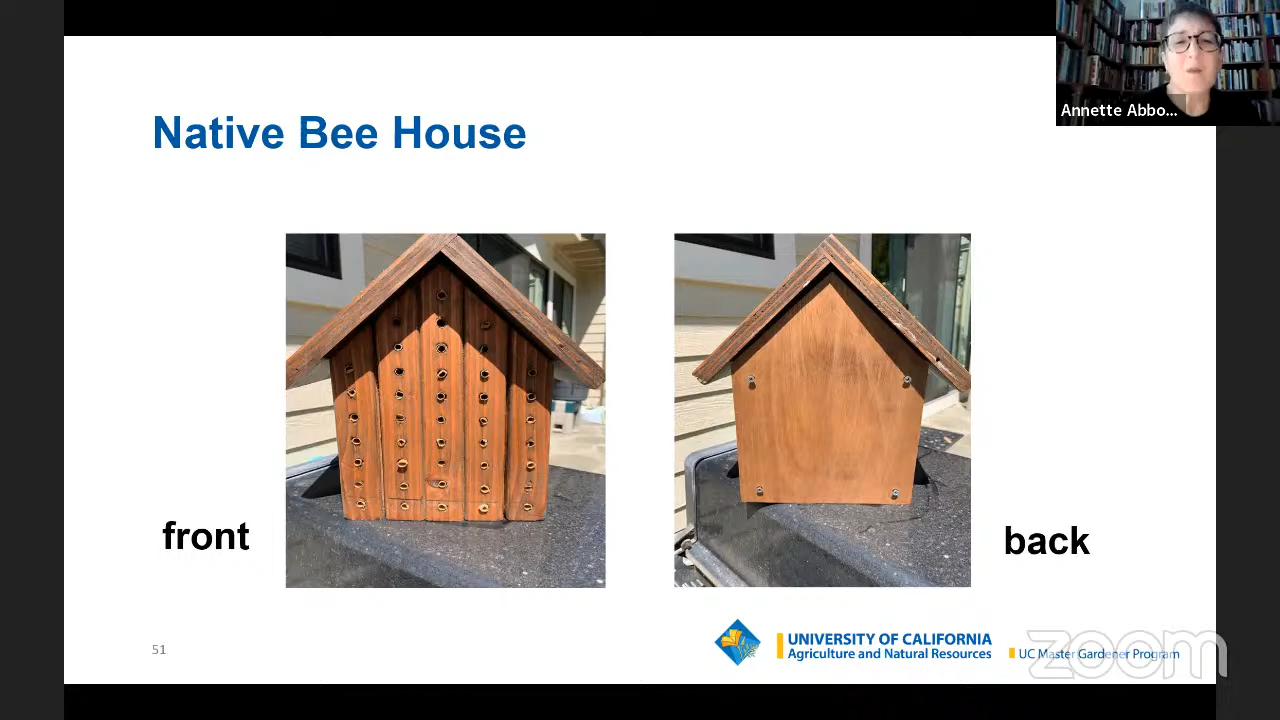 Annette Abbo...
Native Bee House
front
back
51
UNIVERSITY OF CALIFORNIA
Agriculture and Natural Resources
UC Master Gardener Program
zoom